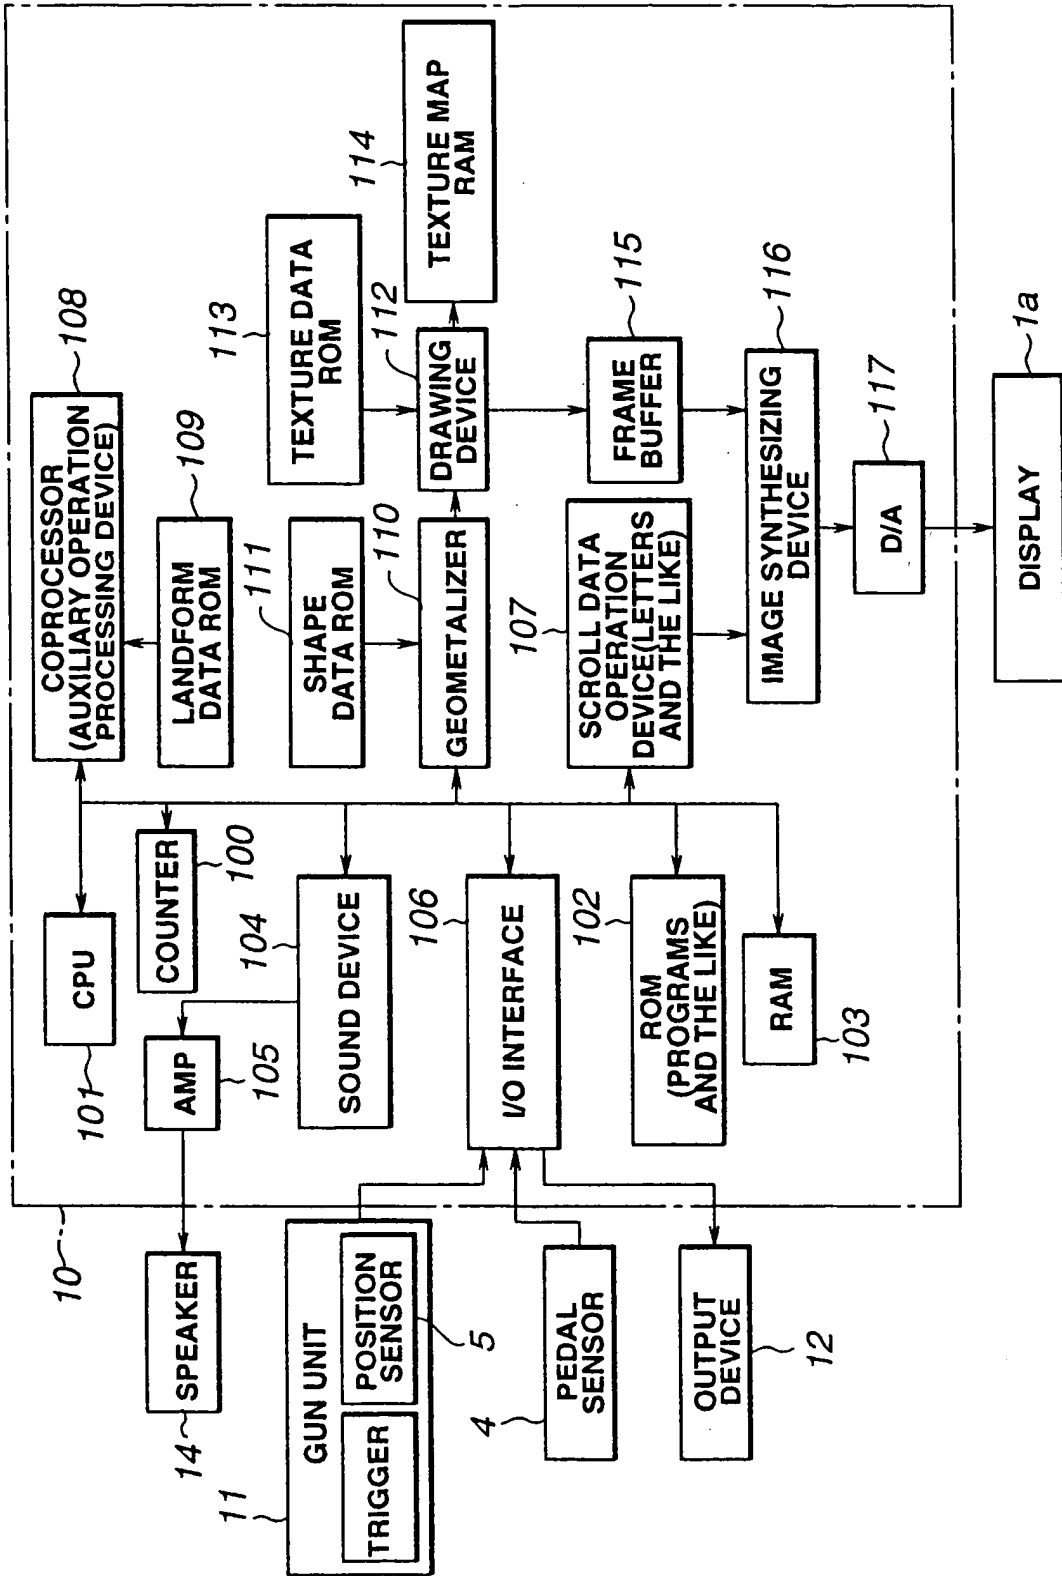 10
SPEAKER
14
11
GUN UNIT
TRIGGER
POSITION
SENSOR
5
4
PEDAL
SENSOR
OUTPUT
DEVICE
12
CPU
101
COUNTER
100
AMP
105
104
SOUND DEVICE
106
I/O INTERFACE
102
ROM
(PROGRAMS
AND THE LIKE)
RAM
103
COPROCESSOR
(AUXILIARY OPERATION
PROCESSING DEVICE)
108
LANDFORM
DATA ROM
109
111
SHAPE
DATA ROM
110
GEOMETALIZER
107
SCROLL DATA
OPERATION
DEVICE(LETTERS
AND THE LIKE)
113
TEXTURE DATA
ROM
112
DRAWING
DEVICE
114
TEXTURE MAP
RAM
FRAME
BUFFER
115
IMAGE SYNTHESIZING
DEVICE
116
D/A
117
DISPLAY
1a